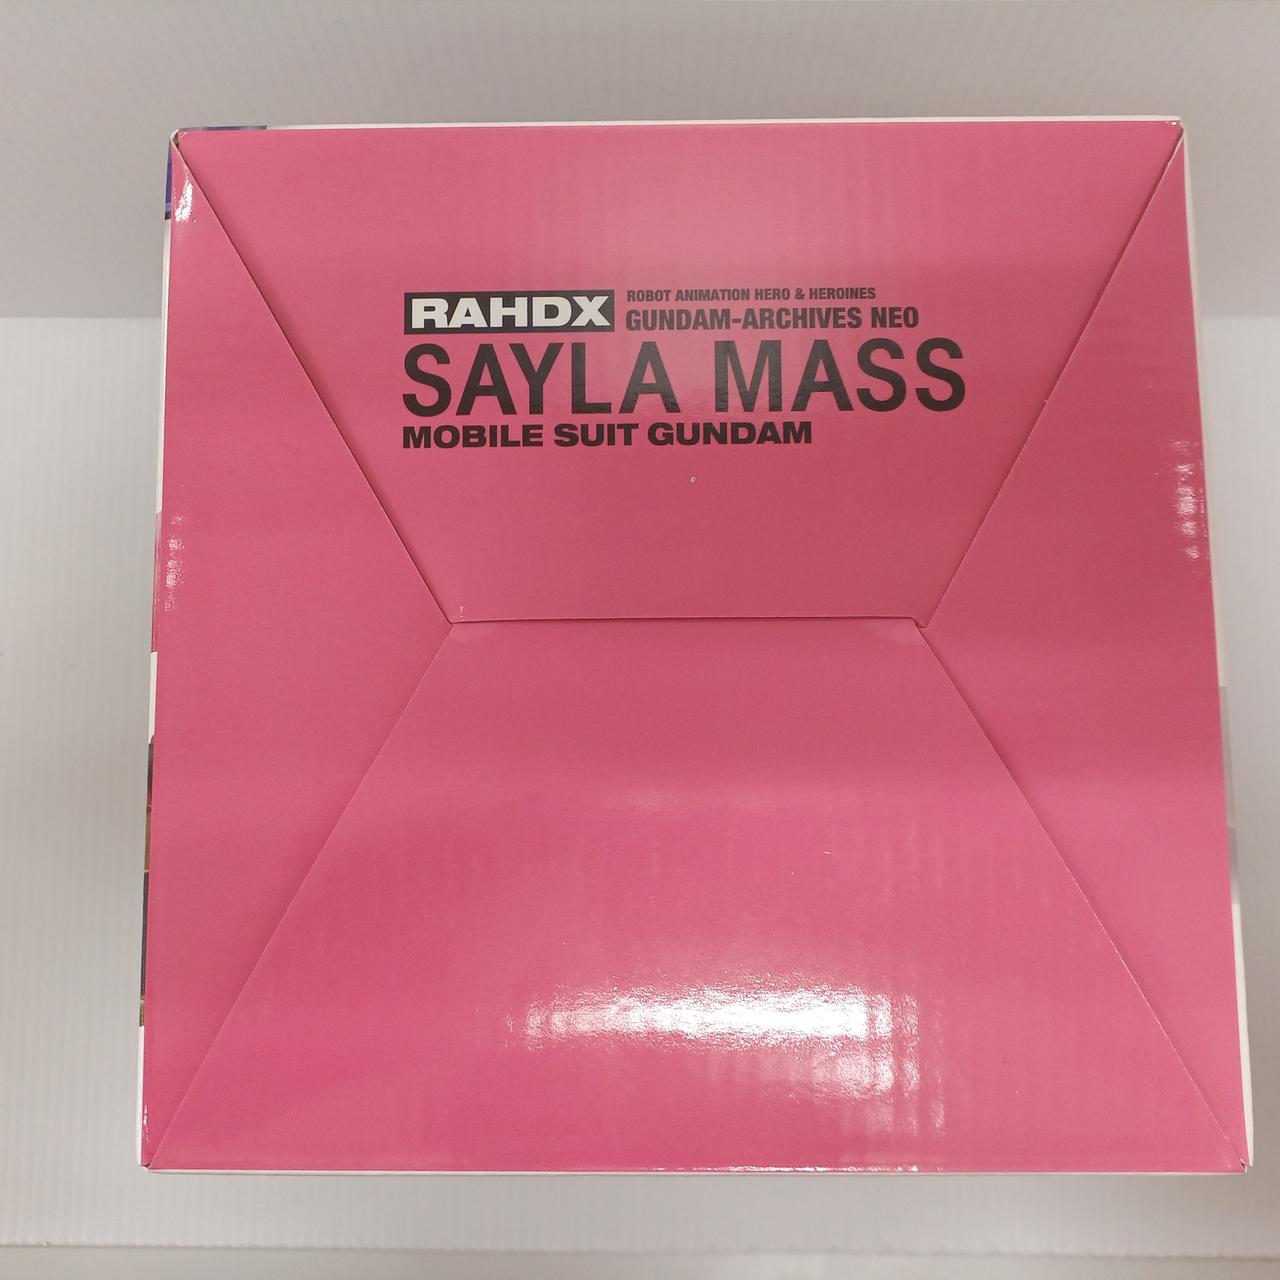 RAHDX
ROBOT ANIMATION HERO & HEROINES
GUNDAM-ARCHIVES NEO
SAYLA MASS
MOBILE SUIT GUNDAM